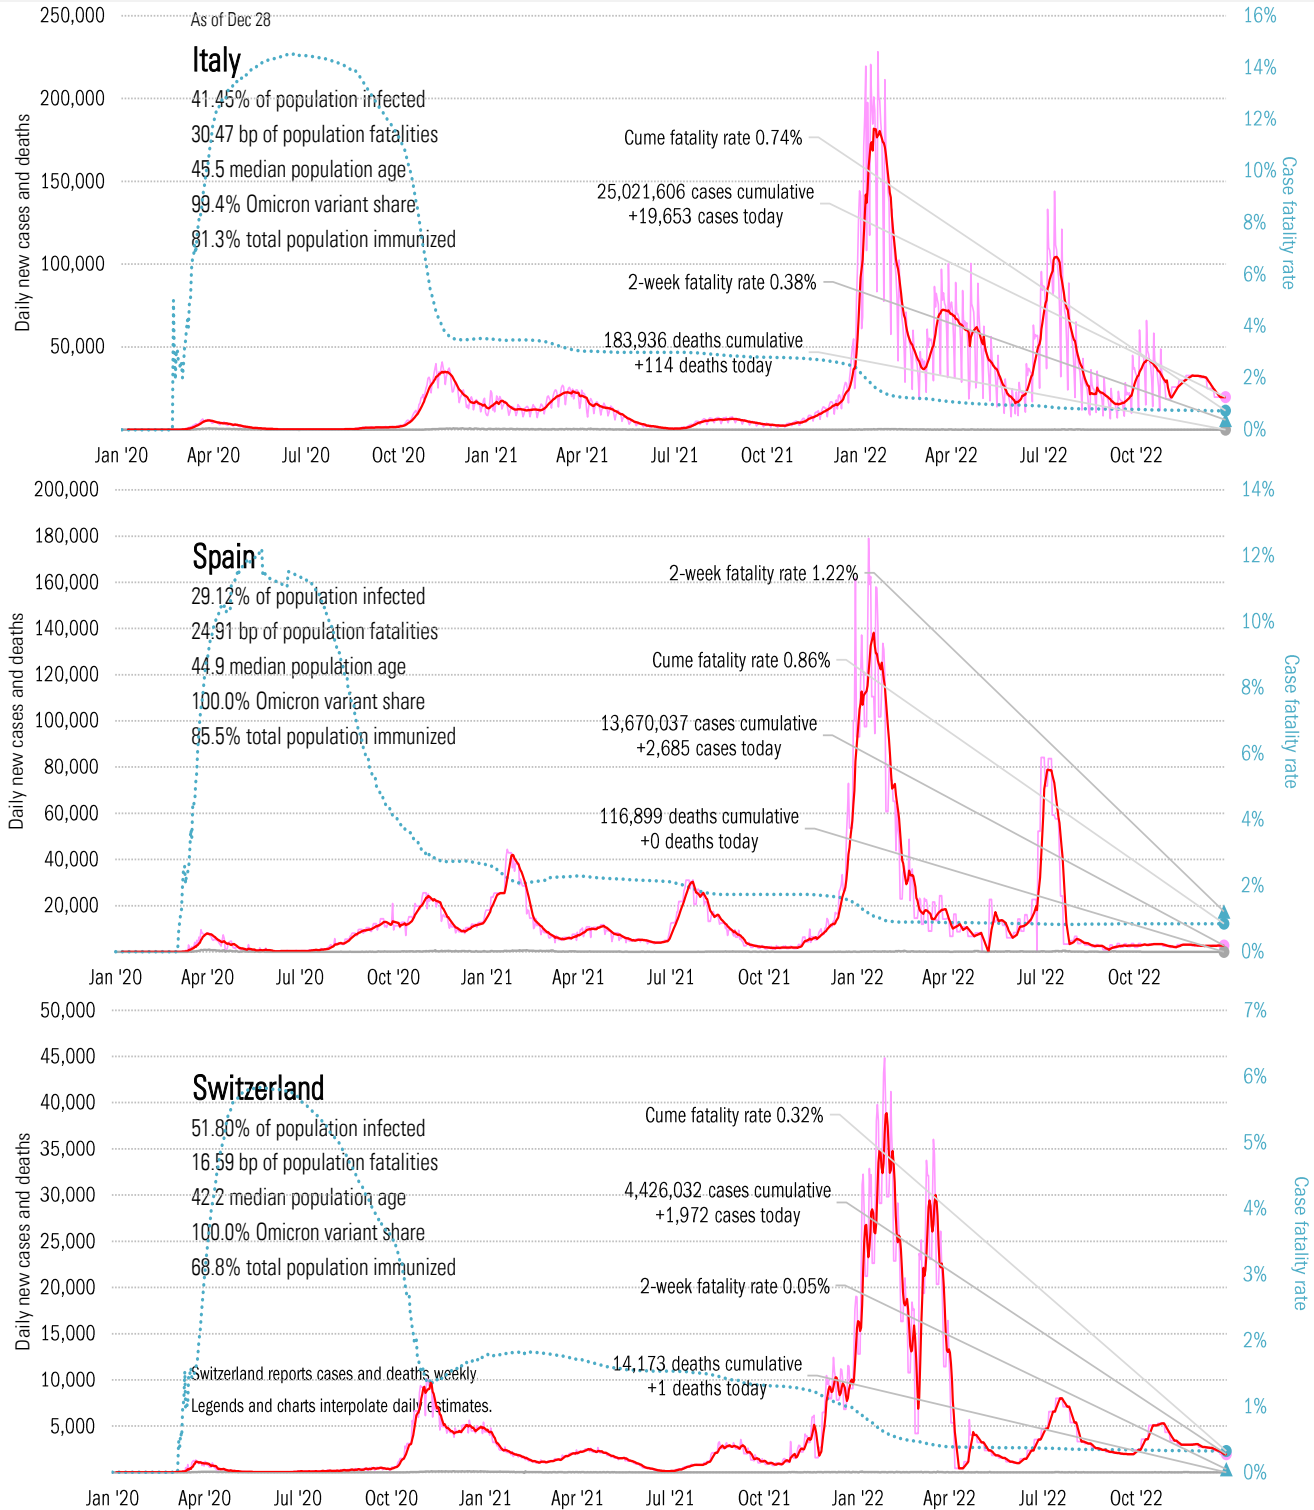 250,000
As of Dec 28
16%
Italy
14%
41.45% of population infected
200,000
12%
30.47 bp of population fatalities
Cume fatality rate 0.74%
45.5 median population age
150,000
10%
25,021,606 cases cumulative
+19,653 cases today
99.4% Omicron variant share
8%
81.3% total population immunized
100,000
6%
2-week fatality rate 0.38%
4%
183,936 deaths cumulative
+114 deaths today
50,000
2%
0%
Daily new cases and deaths
Case fatality rate
Jan '20 Apr '20 Jul '20 Oct '20 Jan '21 Apr '21 Jul '21 Oct '21 Jan '22 Apr '22 Jul '22 Oct '22
200,000
14%
180,000
Spain
12%
2-week fatality rate 1.22%
160,000
29.12% of population infected
24.91 bp of population fatalities
140,000
10%
44.9 median population age
Cume fatality rate 0.86%
120,000
100.0% Omicron variant share
8%
100,000
13,670,037 cases cumulative
+2,685 cases today
85.5% total population immunized
6%
80,000
60,000
116,899 deaths cumulative
+0 deaths today
4%
40,000
2%
20,000
0%
Daily new cases and deaths
Case fatality rate
Jan '20 Apr '20 Jul '20 Oct '20 Jan '21 Apr '21 Jul '21 Oct '21 Jan '22 Apr '22 Jul '22 Oct '22
50,000
7%
45,000
6%
Switzerland
40,000
Cume fatality rate 0.32%
51.80% of population infected
35,000
5%
16.59 bp of population fatalities
30,000
4,426,032 cases cumulative
+1,972 cases today
42.2 median population age
4%
100.0% Omicron variant share
25,000
68.8% total population immunized
3%
20,000
2-week fatality rate 0.05%
15,000
2%
14,173 deaths cumulative
+1 deaths today
Switzerland reports cases and deaths weekly
10,000
Legends and charts interpolate daily estimates.
1%
5,000
0%
Daily new cases and deaths
Case fatality rate
Jan '20 Apr '20 Jul '20 Oct '20 Jan '21 Apr '21 Jul '21 Oct '21 Jan '22 Apr '22 Jul '22 Oct '22